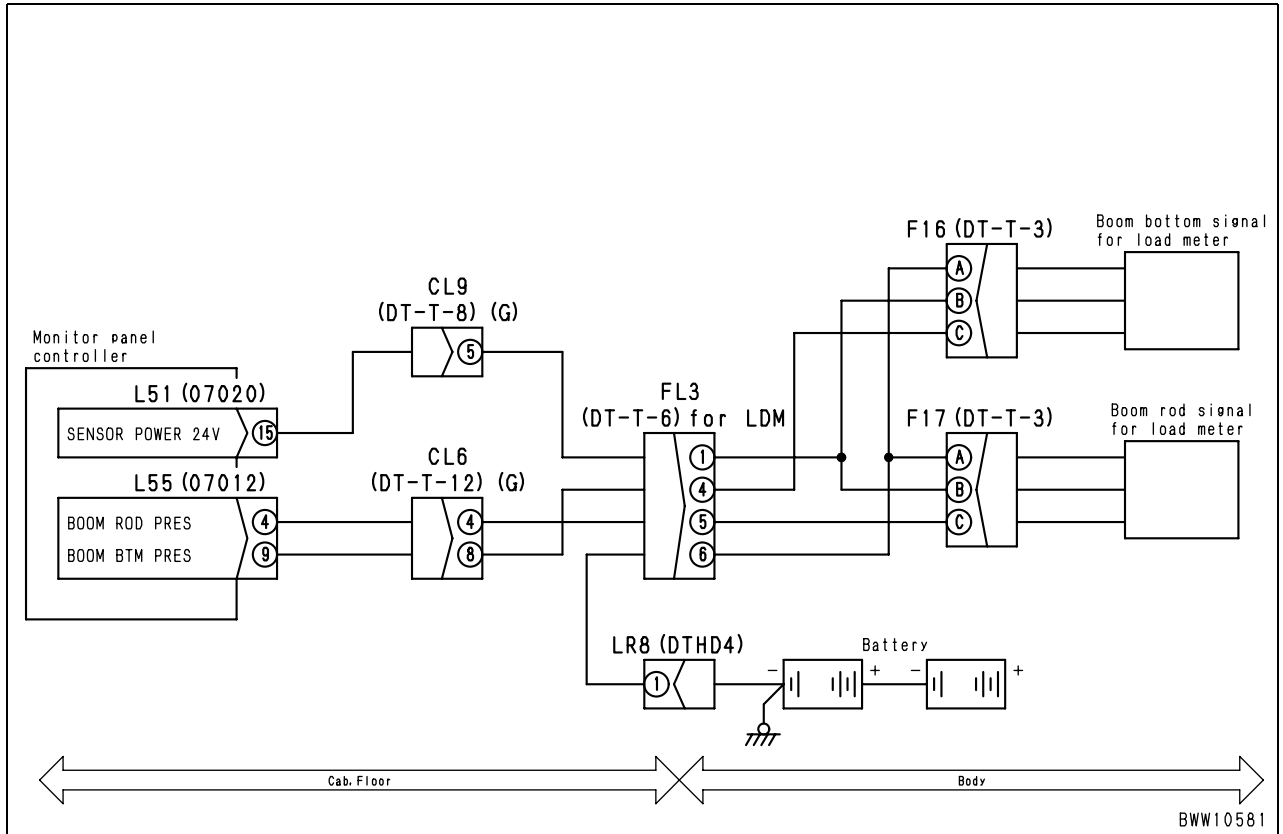 F16 (DT-T-3)
Boom bottom signal
for load meter
A
B
C
CL9
(DT-T-8) (G)
5
Monitor panel
controller
L51 (07020)
SENSOR POWER 24V
15
FL3
(DT-T-6) for LDM
1
4
5
6
F17 (DT-T-3)
Boom rod signal
for load meter
A
B
C
CL6
(DT-T-12) (G)
4
8
L55 (07012)
BOOM ROD PRES
4
BOOM BTM PRES
9
LR8 (DTHD4)
1
Battery
- + - +
Cab. Floor
Body
BWW10581